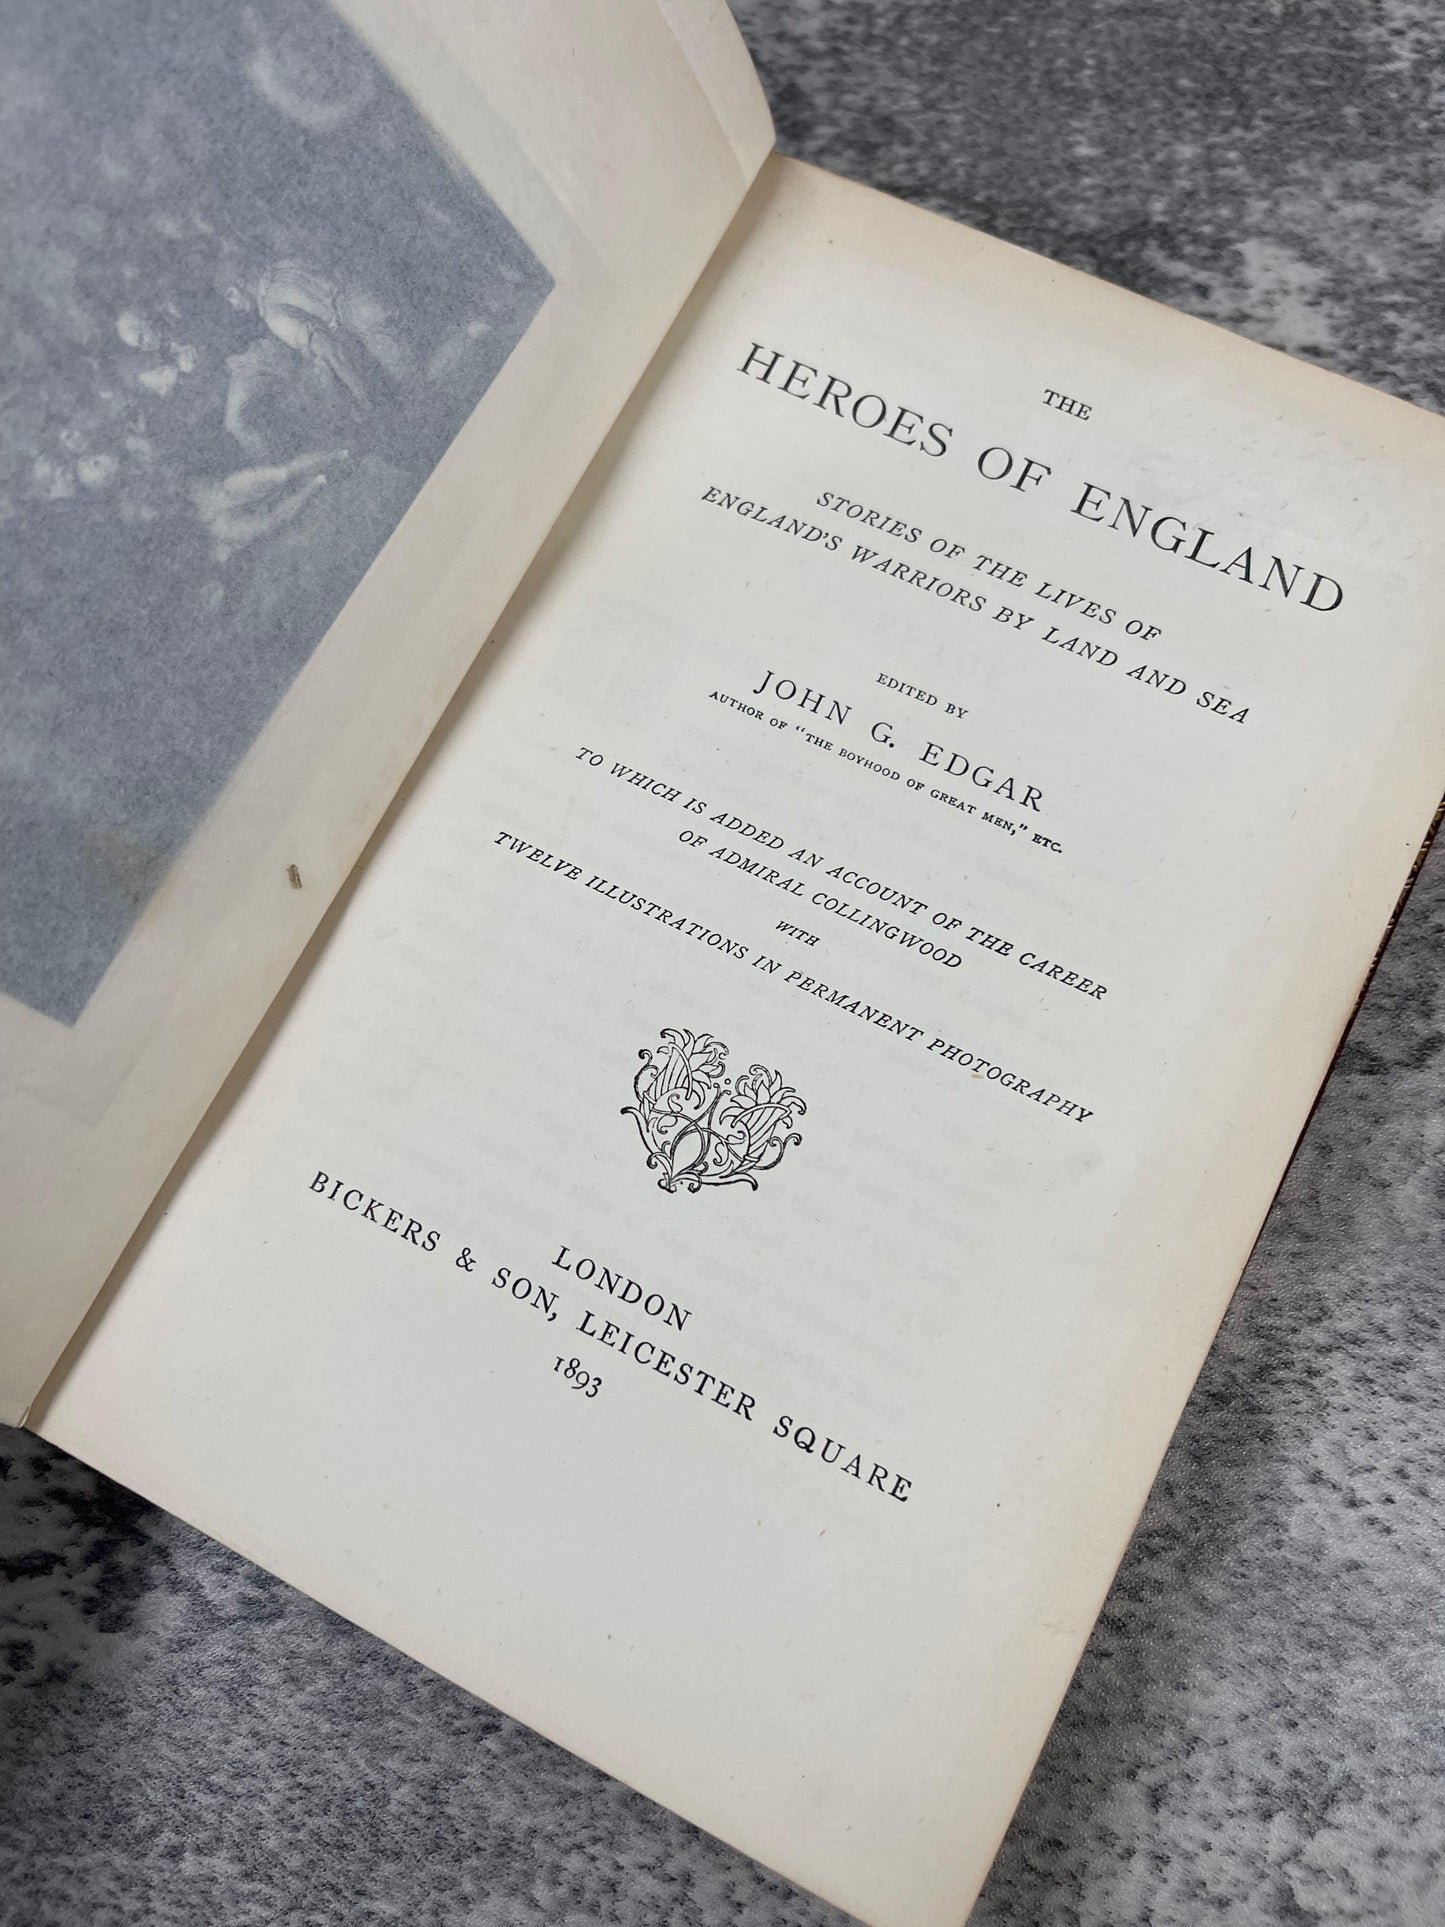 THE
HEROES OF ENGLAND
STORIES OF THE LIVES OF
ENGLAND'S WARRIORS BY LAND AND SEA
EDITED BY
JOHN G. EDGAR
AUTHOR OF "THE BOYHOOD OF GREAT MEN," ETC.
TO WHICH IS ADDED AN ACCOUNT OF THE CAREER
OF ADMIRAL COLLINGWOOD
WITH
TWELVE ILLUSTRATIONS IN PERMANENT PHOTOGRAPHY
LONDON
BICKERS & SON, LEICESTER SQUARE
1893